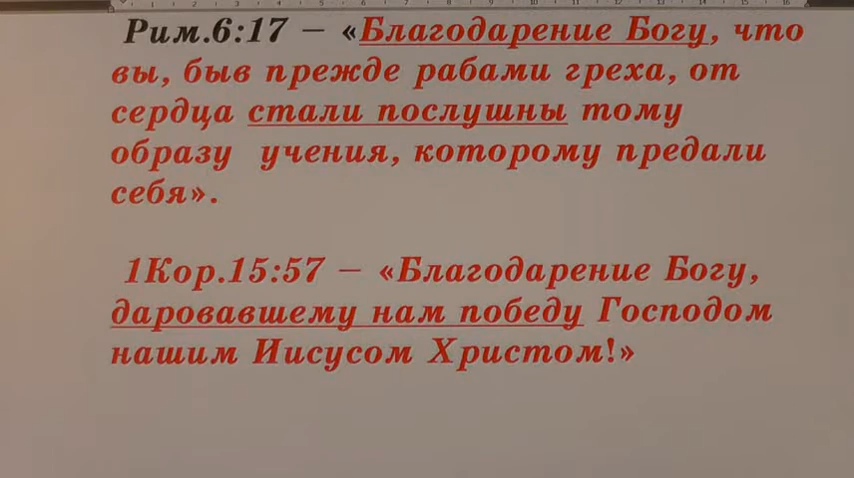 Рим.6:17 – «Благодарение Богу, что
вы, быв прежде рабами греха, от
сердца стали послушны тому
образу учения, которому предали
себя».
1Кор.15:57 – «Благодарение Богу,
даровавшему нам победу Господом
нашим Иисусом Христом!»